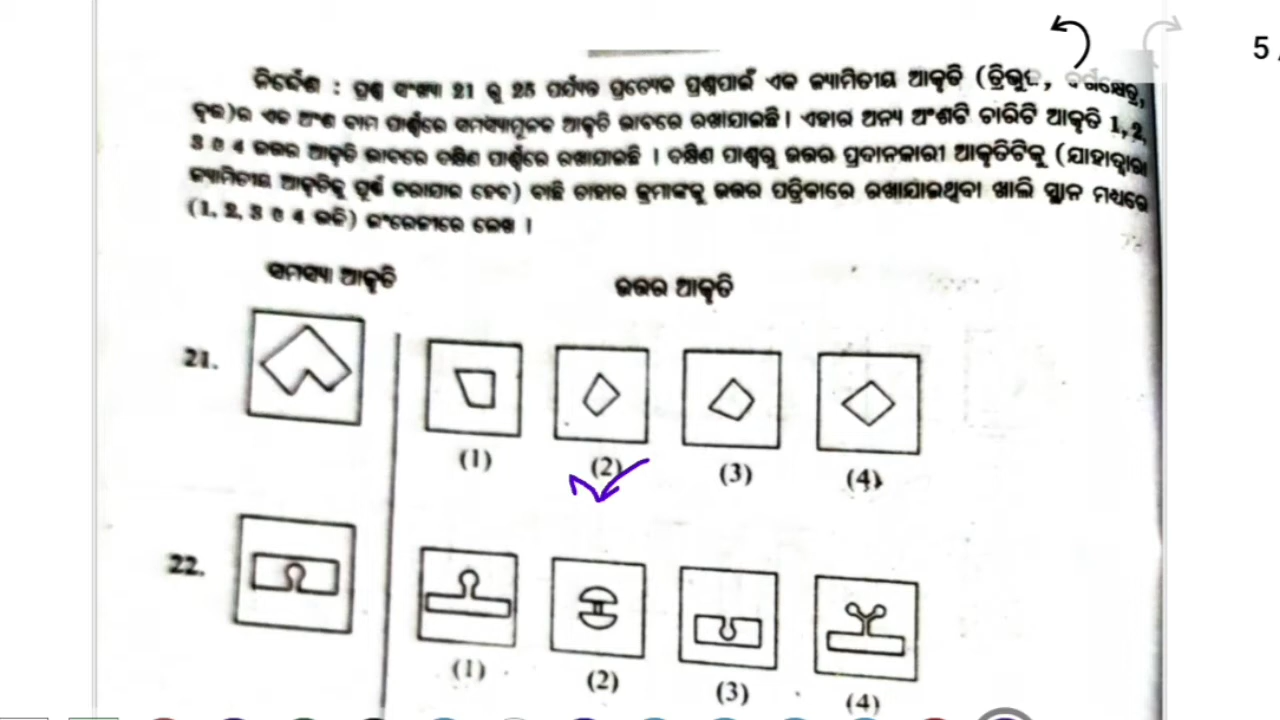 5
ନିର୍ଦ୍ଦେଶ : ପ୍ରଶ୍ନ ସଂଖ୍ୟା 21 ରୁ 25 ପର୍ଯ୍ୟନ୍ତ ପ୍ରତ୍ୟେକ ପ୍ରଶ୍ନପାଇଁ ଏକ ଜ୍ୟାମିତୀୟ ଆକୃତି (ତ୍ରିଭୁଜ, ବର୍ଗକ୍ଷେତ୍ର,
ବୃତ୍ତ)ର ଏକ ଅଂଶ ବାମ ପାର୍ଶ୍ୱରେ ସମସ୍ୟାମୂଳକ ଆକୃତି ଭାବରେ ରଖାଯାଇଛି । ଏହାର ଅନ୍ୟ ଅଂଶଟି ଚାରିଟି ଆକୃତି 1, 2,
3 ଓ 4 ଉତ୍ତର ଆକୃତି ଭାବରେ ଦକ୍ଷିଣ ପାର୍ଶ୍ୱରେ ରଖାଯାଇଛି । ଦକ୍ଷିଣ ପାଶ୍ୱରୁ ଉତ୍ତର ପ୍ରଦାନକାରୀ ଆକୃତିଟିକୁ (ଯାହାଦ୍ୱାରା
ଜ୍ୟାମିତୀୟ ଆକୃତିକୁ ପୂର୍ଣ୍ଣ କରାଯାଇ ହେବ) ବାଛି ତାହାର କ୍ରମାଙ୍କକୁ ଉତ୍ତର ପତ୍ରିକାରେ ରଖାଯାଇଥିବା ଖାଲି ସ୍ଥାନ ମଧ୍ୟରେ
(1, 2, 3 ଓ 4 ଭଳି) ଇଂରେଜୀରେ ଲେଖ ।
ସମସ୍ୟା ଆକୃତି ଉତ୍ତର ଆକୃତି
21.
(1) (2) (3) (4)
22.
(1) (2) (3) (4)